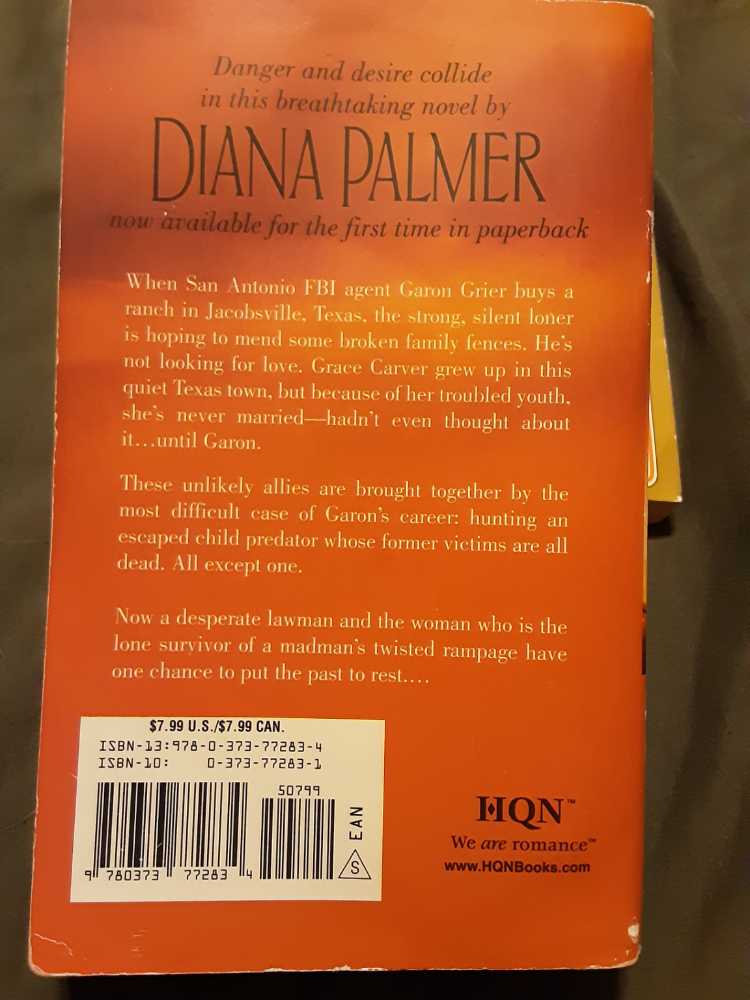 Danger and desire collide
in this breathtaking novel by
DIANA PALMER
now available for the first time in paperback
When San Antonio FBI agent Garon Grier buys a
ranch in Jacobsville, Texas, the strong, silent loner
is hoping to mend some broken family fences. He's
not looking for love. Grace Carver grew up in this
quiet Texas town, but because of her troubled youth,
she's never married—hadn't even thought about
it...until Garon.
These unlikely allies are brought together by the
most difficult case of Garon's career: hunting an
escaped child predator whose former victims are all
dead. All except one.
Now a desperate lawman and the woman who is the
lone survivor of a madman's twisted rampage have
one chance to put the past to rest....
$7.99 U.S./$7.99 CAN.
ISBN-13:978-0-373-77283-4
ISBN-10: 0-373-77283-1
50799
9 780373 77283 4
EAN
S
HQN™
We are romance™
www.HQNBooks.com